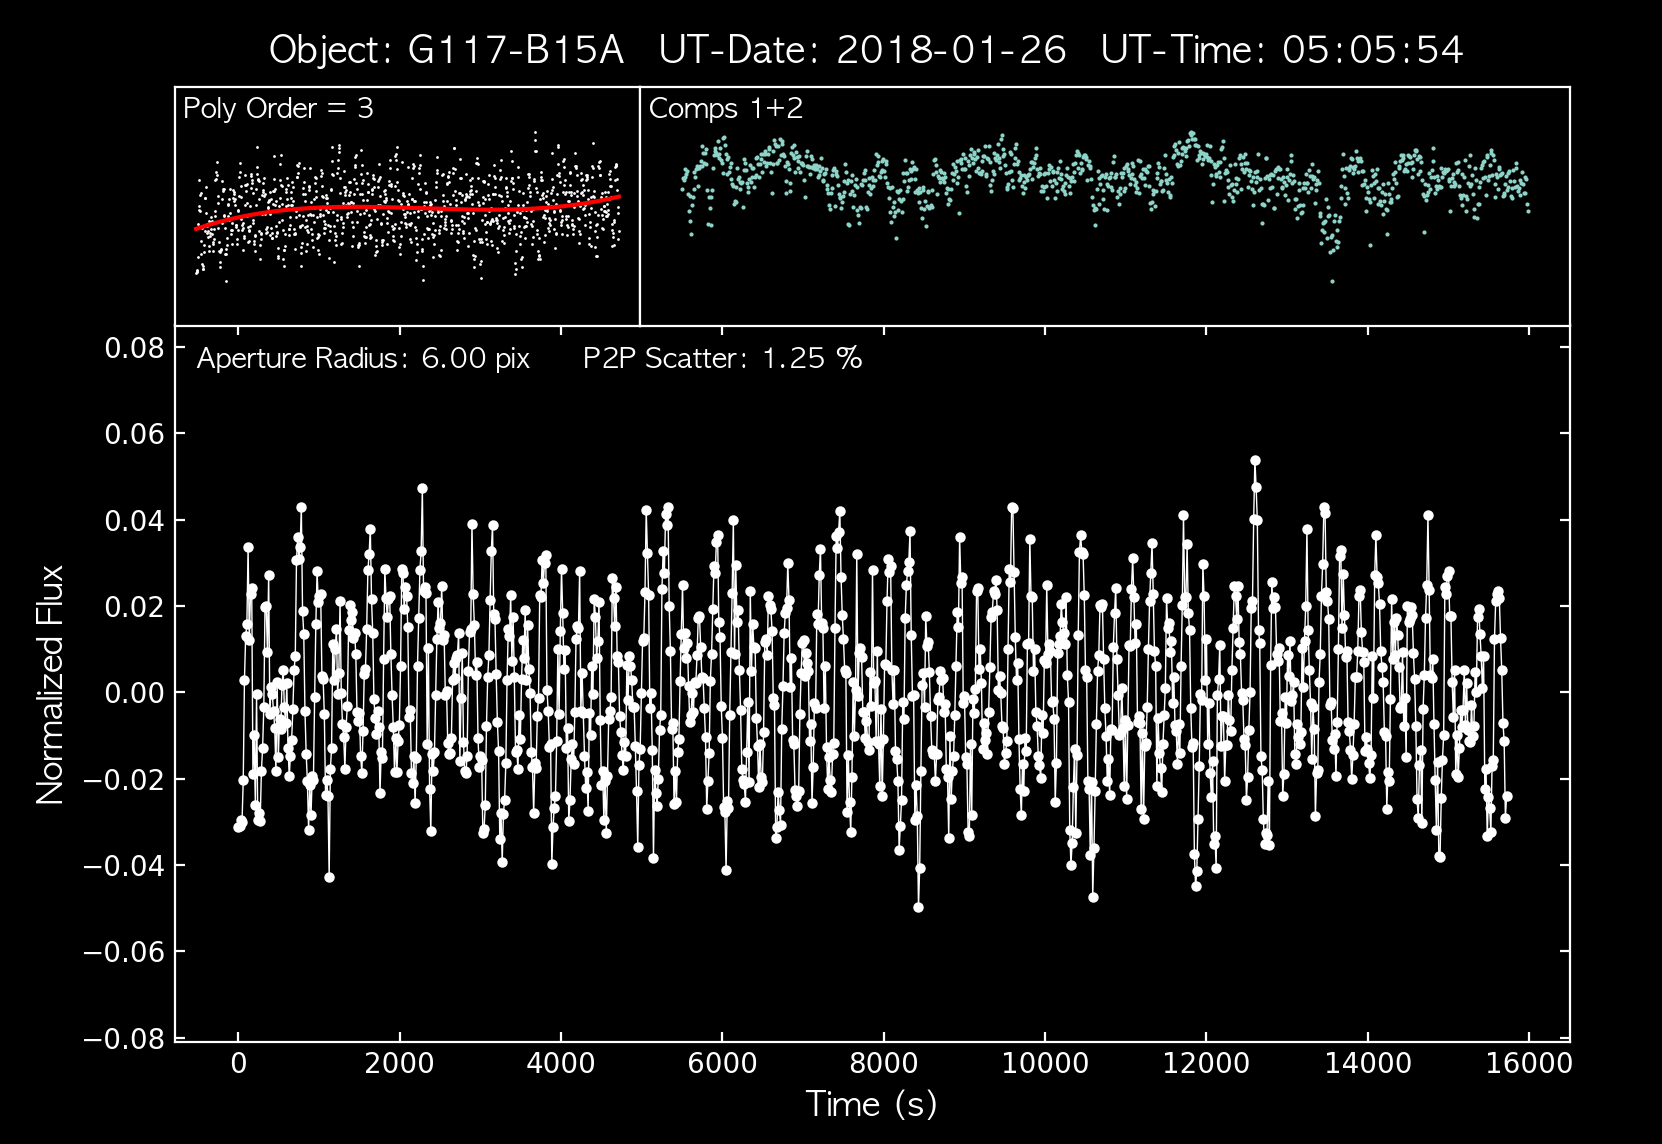 Object: G117-B15A UT-Date: 2018-01-26 UT-Time: 05:05:54
Poly Order = 3
Comps 1+2
Aperture Radius: 6.00 pix P2P Scatter: 1.25 %
0.08
0.06
0.04
0.02
0.00
−0.02
−0.04
−0.06
−0.08
Normalized Flux
0 2000 4000 6000 8000 10000 12000 14000 16000
Time (s)